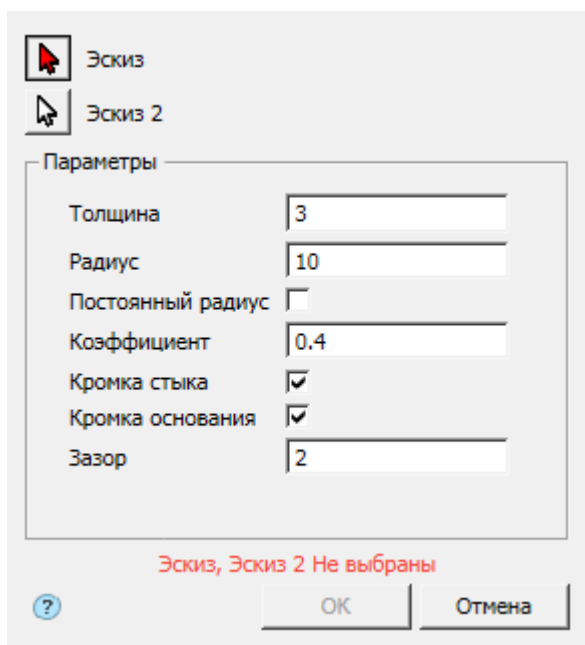 Эскиз
Эскиз 2
Параметры
Толщина 3
Радиус 10
Постоянный радиус
Коэффициент 0.4
Кромка стыка
Кромка основания
Зазор 2
Эскиз, Эскиз 2 Не выбраны
? OK Отмена